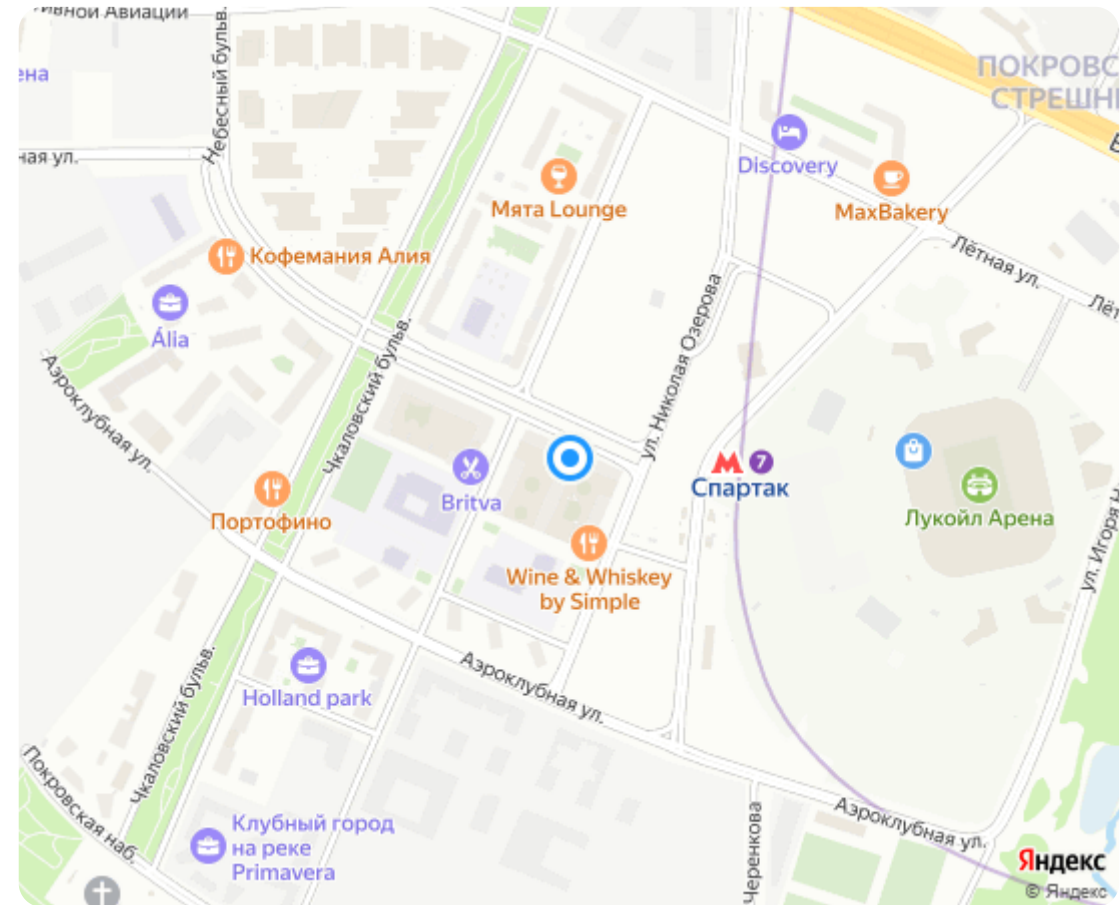 ивной Авиации
ена
ная ул.
Небесный бульв.
ПОКРОВС
СТРЕШН
Discovery
MaxBakery
Мята Lounge
Лётная ул.
Кофемания Алия
Ália
ул. Николая Озерова
Чкаловский бульв.
Аэроклубная ул.
7
Спартак
Britva
Портофино
Лукойл Арена
Wine & Whiskey
by Simple
ул. Игоря
Holland park
Аэроклубная ул.
Чкаловский бульв.
Покровская наб.
Клубный город
на реке
Primavera
Черенкова
Аэроклубная ул.
Яндекс
© Яндекс